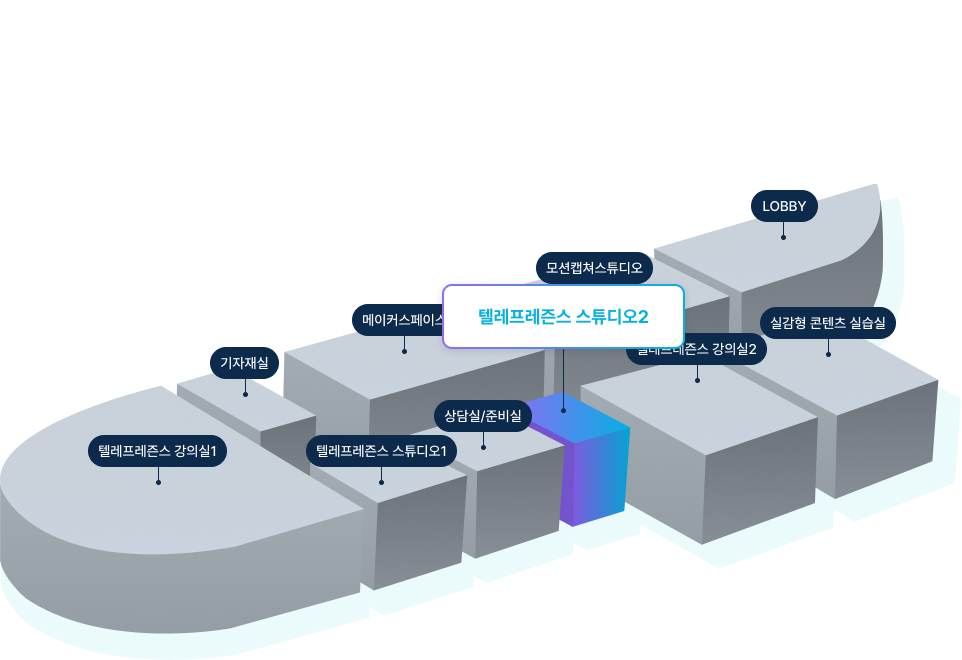 LOBBY
모션캡쳐스튜디오
메이커스페이스
텔레프레즌스 스튜디오2
실감형 콘텐츠 실습실
텔레프레즌스 강의실2
기자재실
상담실/준비실
텔레프레즌스 강의실1
텔레프레즌스 스튜디오1